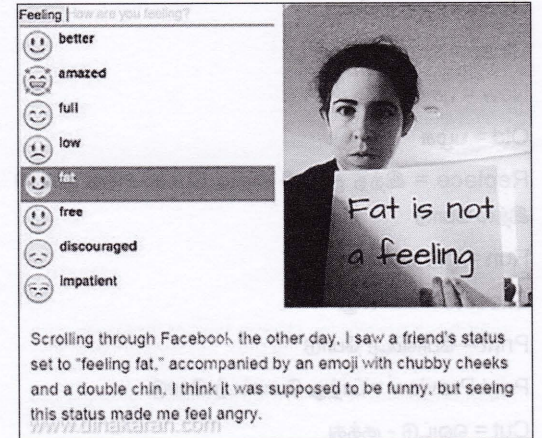 Feeling | How are you feeling?
better
amazed
full
low
fat
free
discouraged
impatient
Fat is not
a feeling
Scrolling through Facebook the other day, I saw a friend's status
set to "feeling fat," accompanied by an emoji with chubby cheeks
and a double chin. I think it was supposed to be funny, but seeing
this status made me feel angry.
www.dinakaran.com